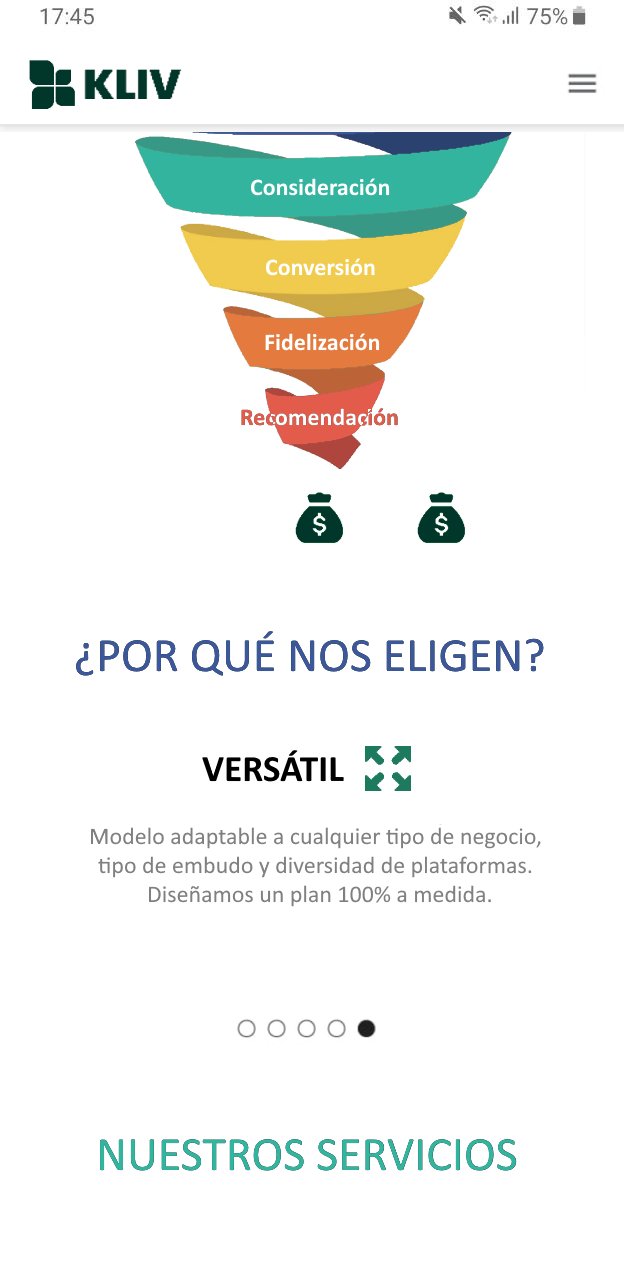 17:45
75%
KLIV
Consideración
Conversión
Fidelización
Recomendación
$ $
¿POR QUÉ NOS ELIGEN?
VERSÁTIL
Modelo adaptable a cualquier tipo de negocio,
tipo de embudo y diversidad de plataformas.
Diseñamos un plan 100% a medida.
NUESTROS SERVICIOS